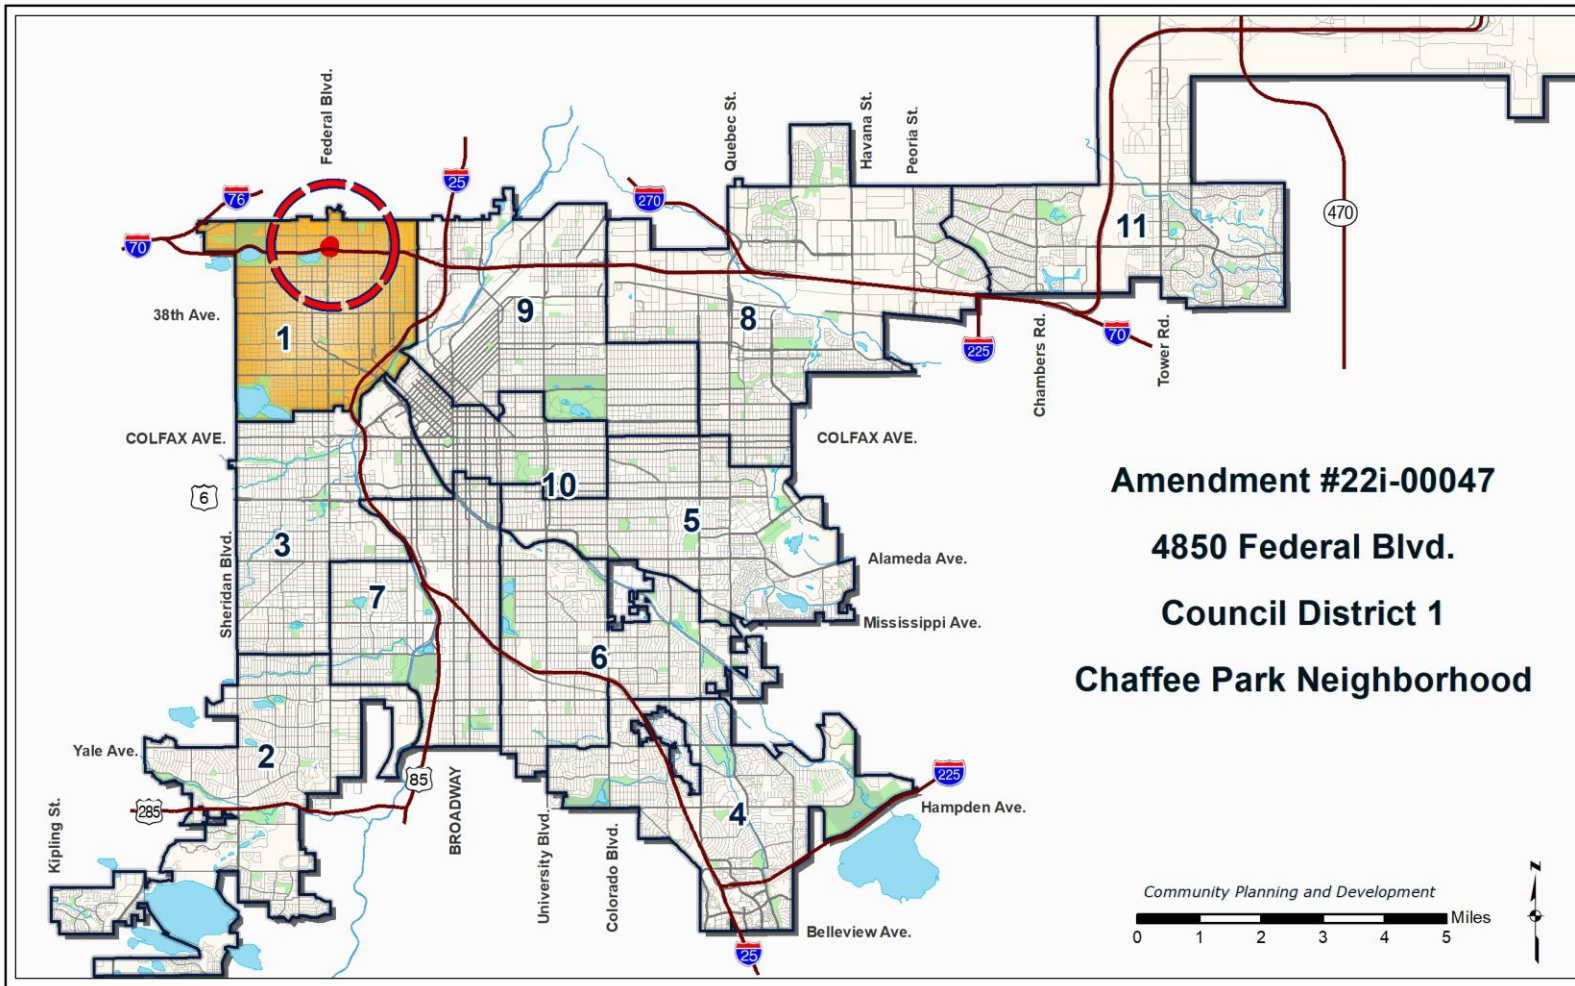 Federal Blvd.
Quebec St.
Havana St.
Peoria St.
76
25
270
70
11
470
38th Ave.
1
9
8
225
70
Chambers Rd.
Tower Rd.
COLFAX AVE.
COLFAX AVE.
6
10
5
3
Sheridan Blvd.
Alameda Ave.
7
Mississippi Ave.
6
Amendment #22i-00047
4850 Federal Blvd.
Council District 1
Chaffee Park Neighborhood
Yale Ave.
2
85
285
Kipling St.
BROADWAY
University Blvd.
Colorado Blvd.
4
225
Hampden Ave.
Belleview Ave.
25
Community Planning and Development
Miles
0 1 2 3 4 5
N